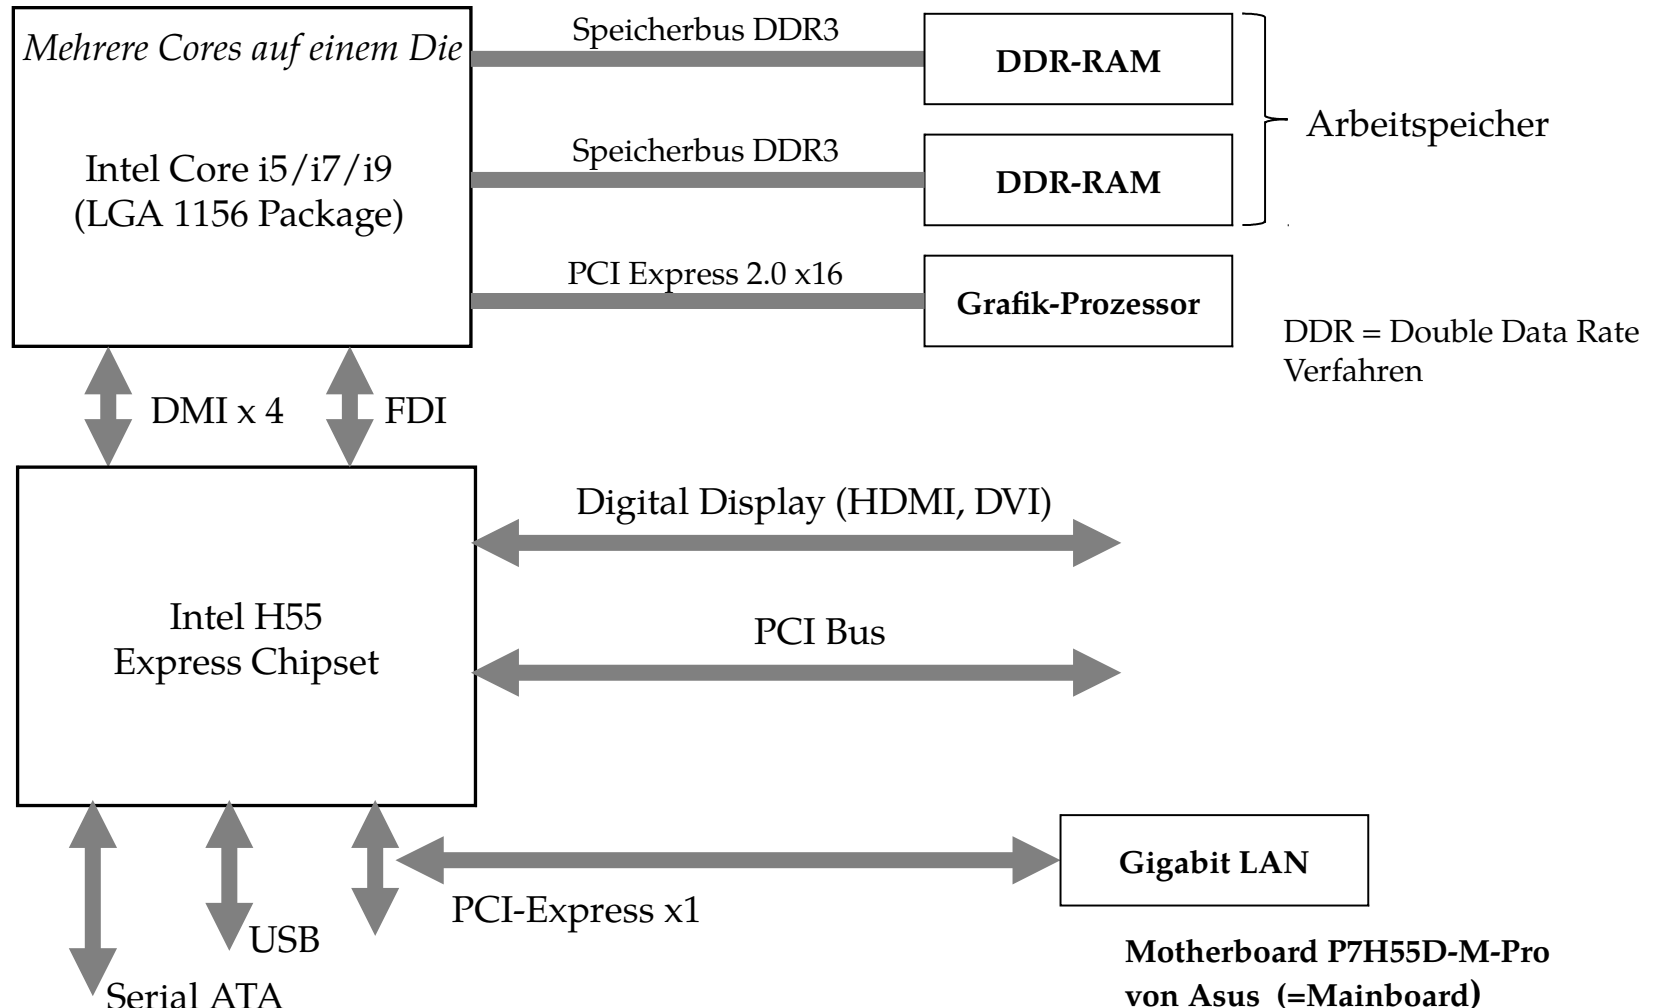 Mehrere Cores auf einem Die
Intel Core i5/i7/i9
(LGA 1156 Package)
Speicherbus DDR3
DDR-RAM
Speicherbus DDR3
DDR-RAM
Arbeitspeicher
PCI Express 2.0 x16
Grafik-Prozessor
DDR = Double Data Rate
Verfahren
DMI x 4
FDI
Digital Display (HDMI, DVI)
Intel H55
Express Chipset
PCI Bus
Gigabit LAN
PCI-Express x1
USB
Serial ATA
Motherboard P7H55D-M-Pro
von Asus (=Mainboard)